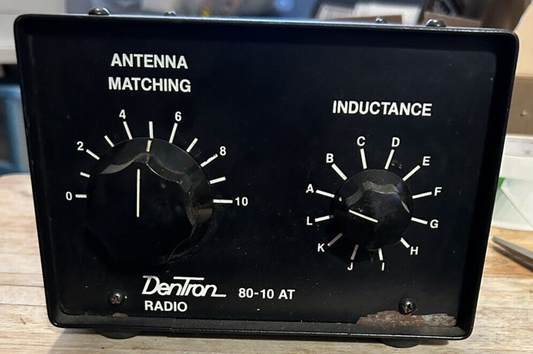 ANTENNA
MATCHING
0 2 4 6 8 10
INDUCTANCE
A B C D E F G H I J K L
DenTron
RADIO
80-10 AT